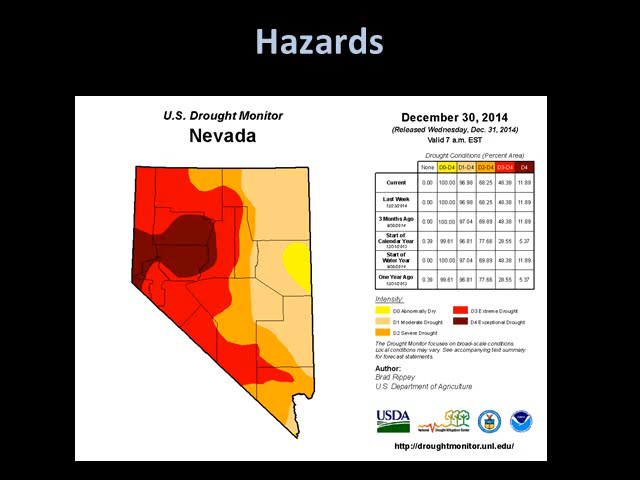 Hazards
U.S. Drought Monitor
Nevada
December 30, 2014
(Released Wednesday, Dec. 31, 2014)
Valid 7 a.m. EST
Drought Conditions (Percent Area)
None D0-D4 D1-D4 D2-D4 D3-D4 D4
Current 0.00 100.00 96.98 68.25 48.38 11.89
Last Week 0.00 100.00 96.98 68.25 48.38 11.89
3 Months Ago 0.00 100.00 97.04 69.89 48.38 11.89
Start of
Calendar Year 0.39 99.61 96.81 77.68 28.55 5.37
Start of
Water Year 0.00 100.00 97.04 69.89 48.38 11.89
One Year Ago 0.39 99.61 96.81 77.68 28.55 5.37
Intensity:
D0 Abnormally Dry D3 Extreme Drought
D1 Moderate Drought D4 Exceptional Drought
D2 Severe Drought
The Drought Monitor focuses on broad-scale conditions.
Local conditions may vary. See accompanying text summary
for forecast statements.
Author:
Brad Rippey
U.S. Department of Agriculture
USDA
National Drought Mitigation Center
http://droughtmonitor.unl.edu/